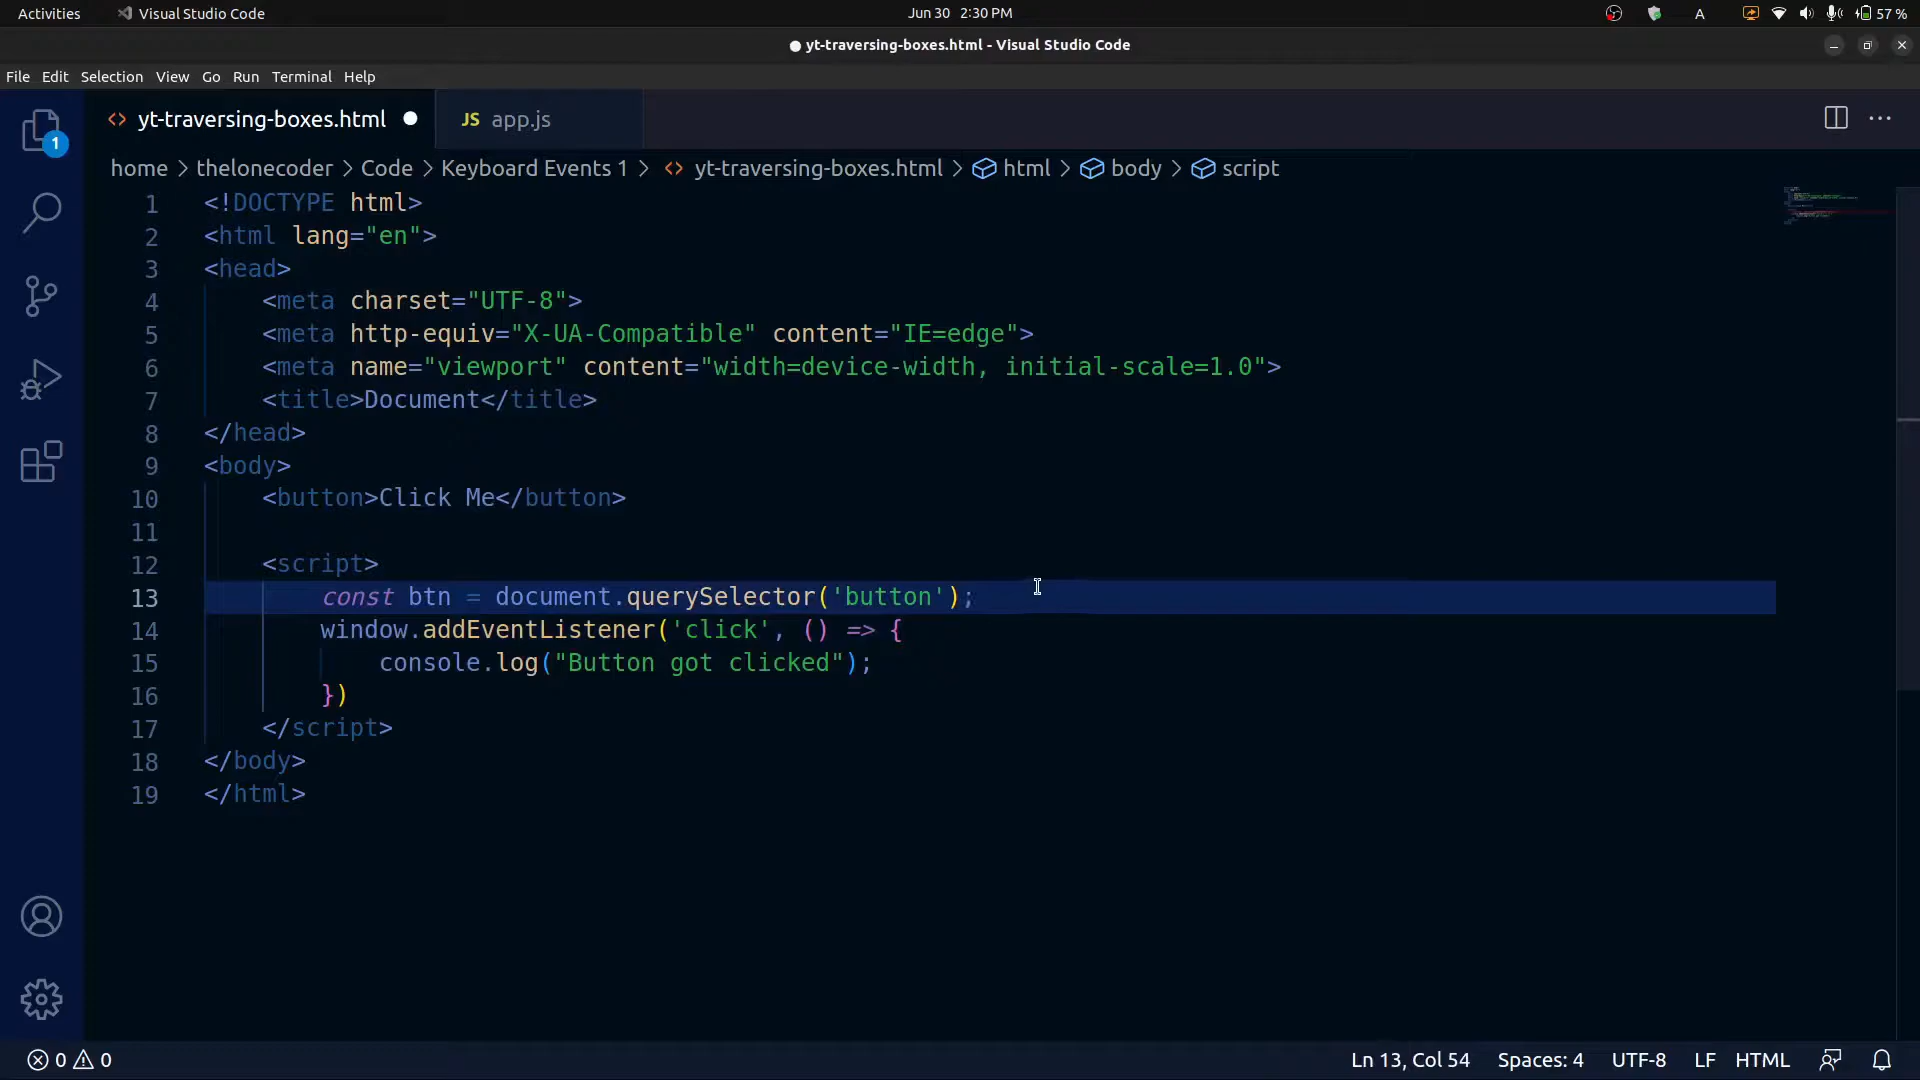 Activities Visual Studio Code Jun 30 2:30 PM A 57 %
yt-traversing-boxes.html - Visual Studio Code
File Edit Selection View Go Run Terminal Help
1
<> yt-traversing-boxes.html JS app.js
home > thelonecoder > Code > Keyboard Events 1 > <> yt-traversing-boxes.html > html > body > script
1 <!DOCTYPE html>
2 <html lang="en">
3 <head>
4 <meta charset="UTF-8">
5 <meta http-equiv="X-UA-Compatible" content="IE=edge">
6 <meta name="viewport" content="width=device-width, initial-scale=1.0">
7 <title>Document</title>
8 </head>
9 <body>
10 <button>Click Me</button>
11
12 <script>
13 const btn = document.querySelector('button');
14 window.addEventListener('click', () => {
15 console.log("Button got clicked");
16 })
17 </script>
18 </body>
19 </html>
0 0 Ln 13, Col 54 Spaces: 4 UTF-8 LF HTML